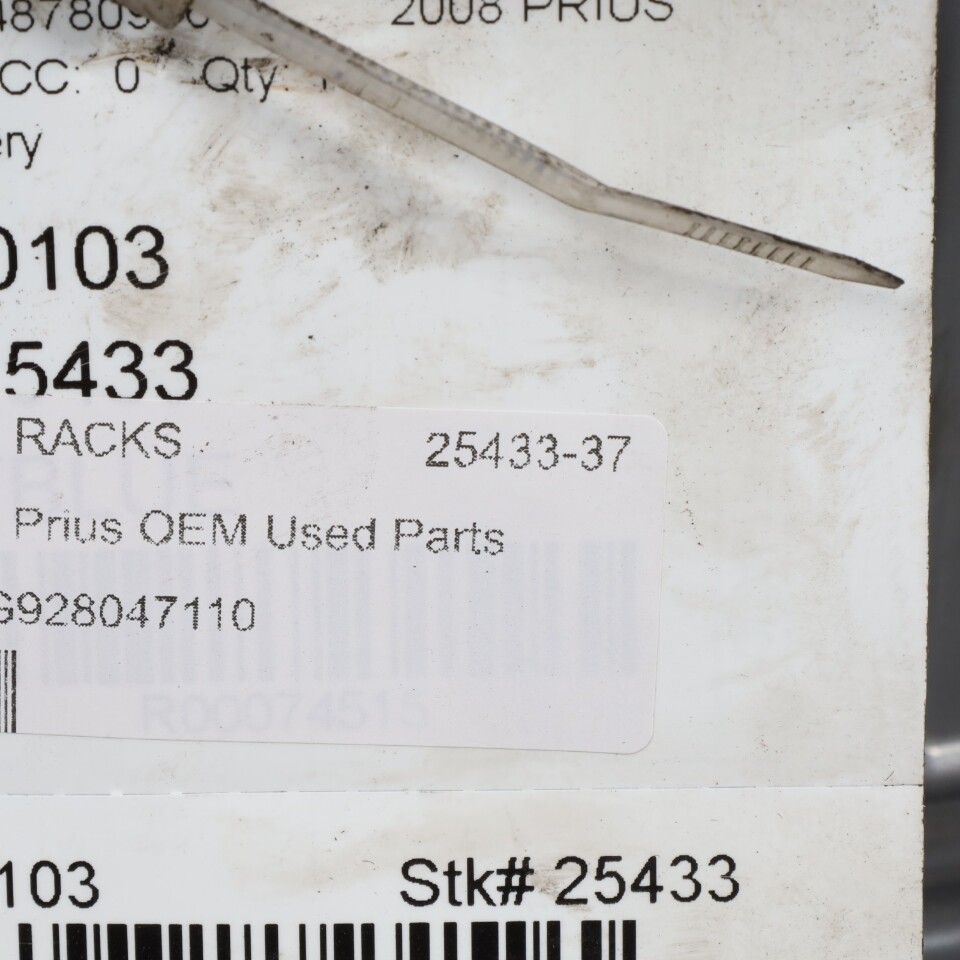 2008 PRIUS
CC: 0 Qty:
ery
0103
5433
RACKS 25433-37
Prius OEM Used Parts
G928047110
R00074515
103 Stk# 25433